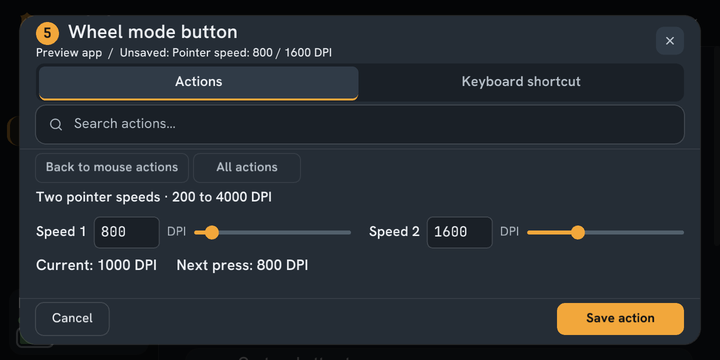 5 Wheel mode button
Preview app / Unsaved: Pointer speed: 800 / 1600 DPI
Actions Keyboard shortcut
Search actions...
Back to mouse actions All actions
Two pointer speeds · 200 to 4000 DPI
Speed 1 800 DPI Speed 2 1600 DPI
Current: 1000 DPI Next press: 800 DPI
Cancel Save action